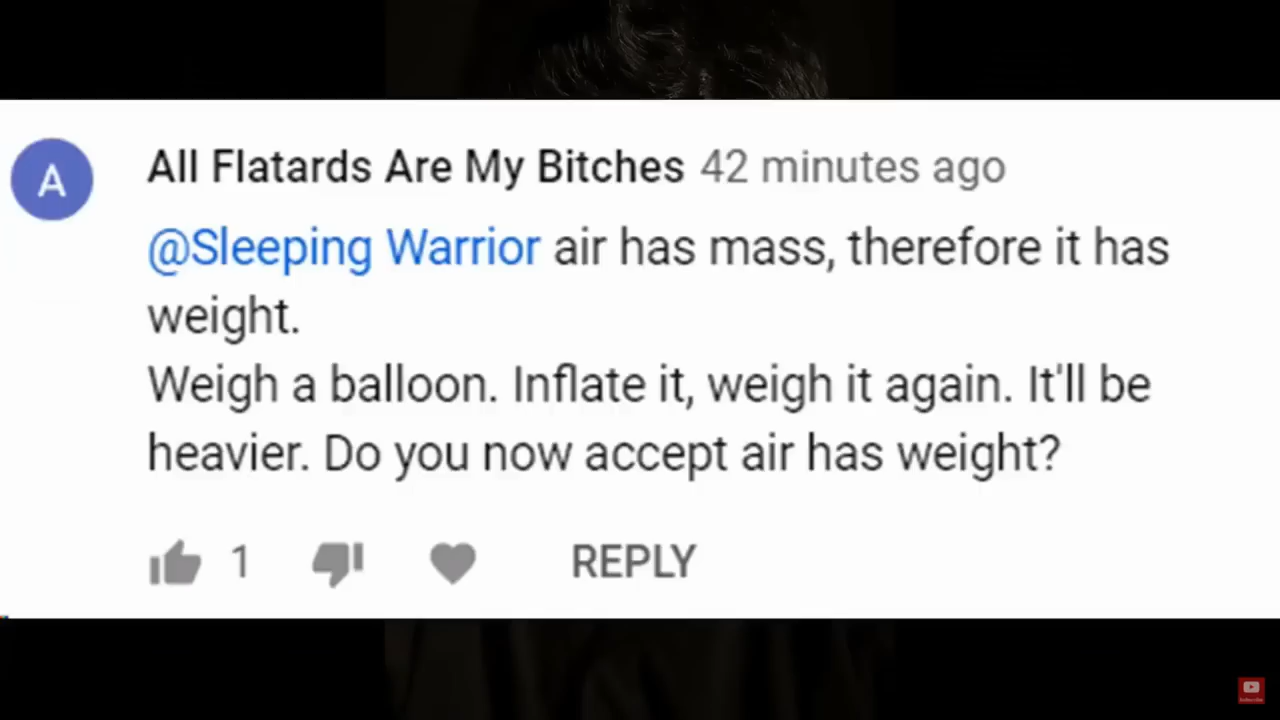 A
All Flatards Are My Bitches 42 minutes ago
@Sleeping Warrior air has mass, therefore it has
weight.
Weigh a balloon. Inflate it, weigh it again. It'll be
heavier. Do you now accept air has weight?
1 REPLY